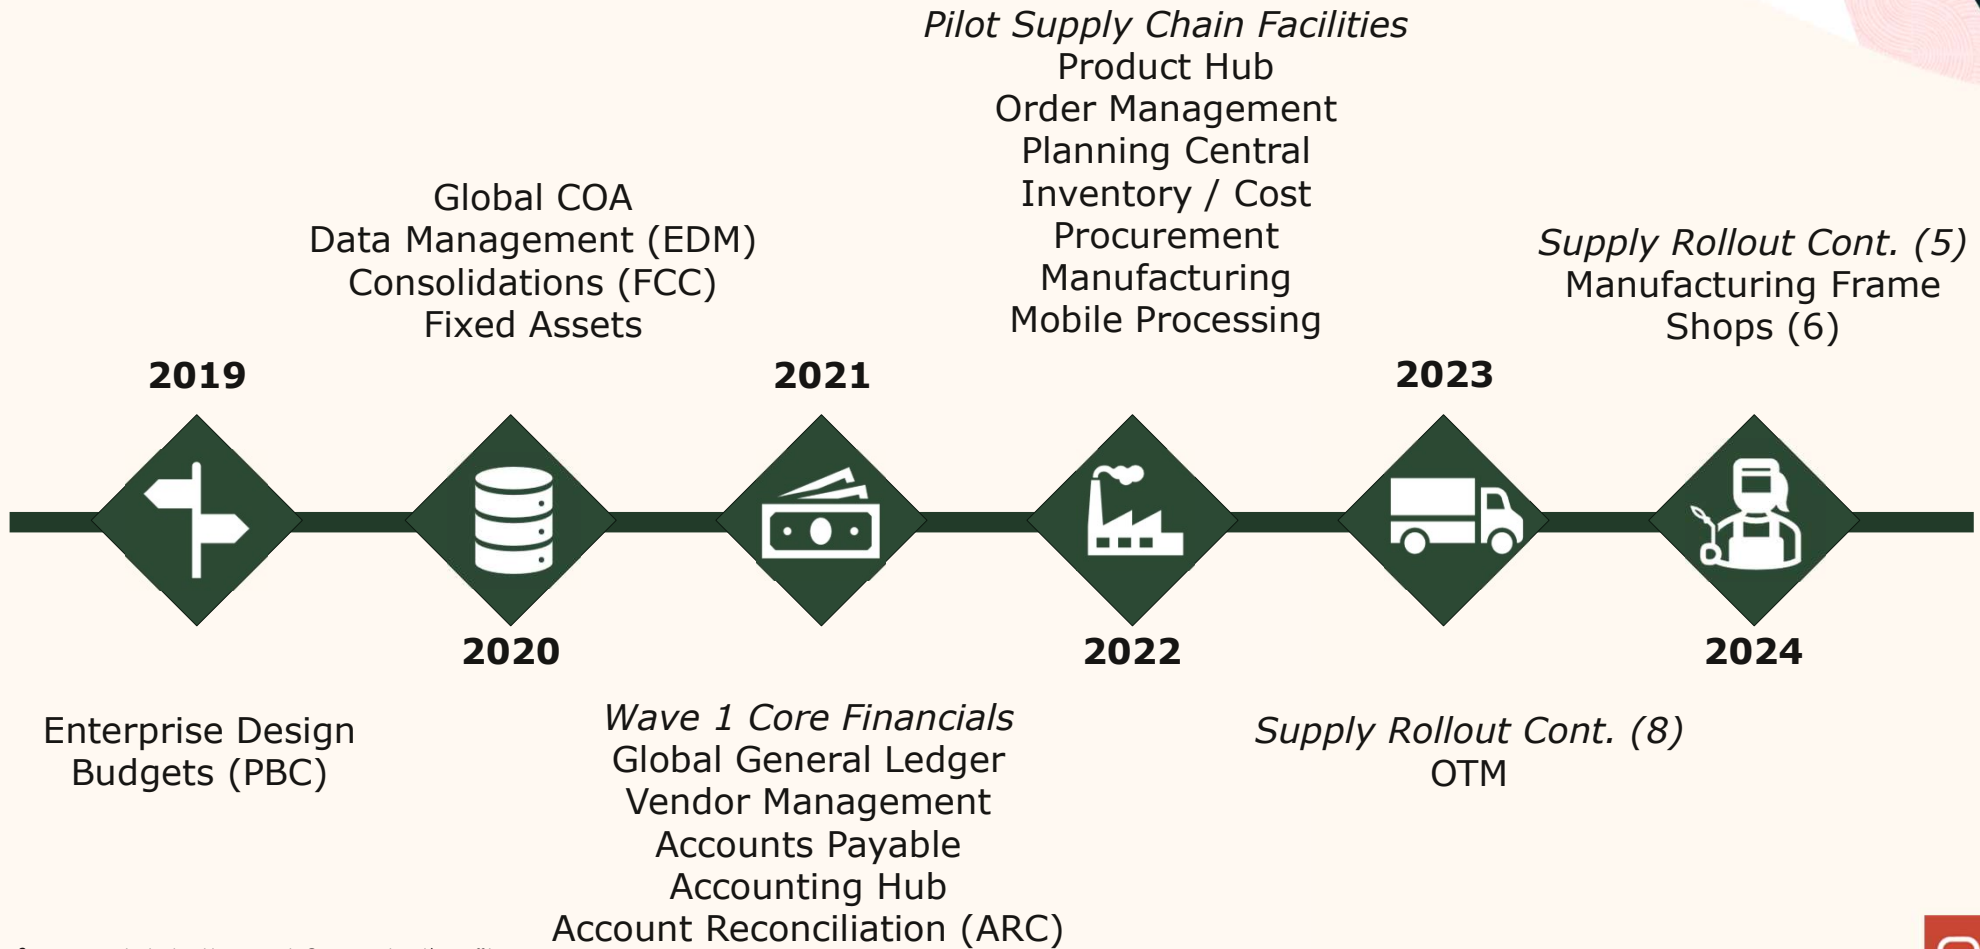 Pilot Supply Chain Facilities
Product Hub
Order Management
Planning Central
Inventory / Cost
Procurement
Manufacturing
Mobile Processing
Global COA
Data Management (EDM)
Consolidations (FCC)
Fixed Assets
Supply Rollout Cont. (5)
Manufacturing Frame
Shops (6)
2019
2021
2023
2020
2022
2024
Enterprise Design
Budgets (PBC)
Wave 1 Core Financials
Global General Ledger
Vendor Management
Accounts Payable
Accounting Hub
Account Reconciliation (ARC)
Supply Rollout Cont. (8)
OTM